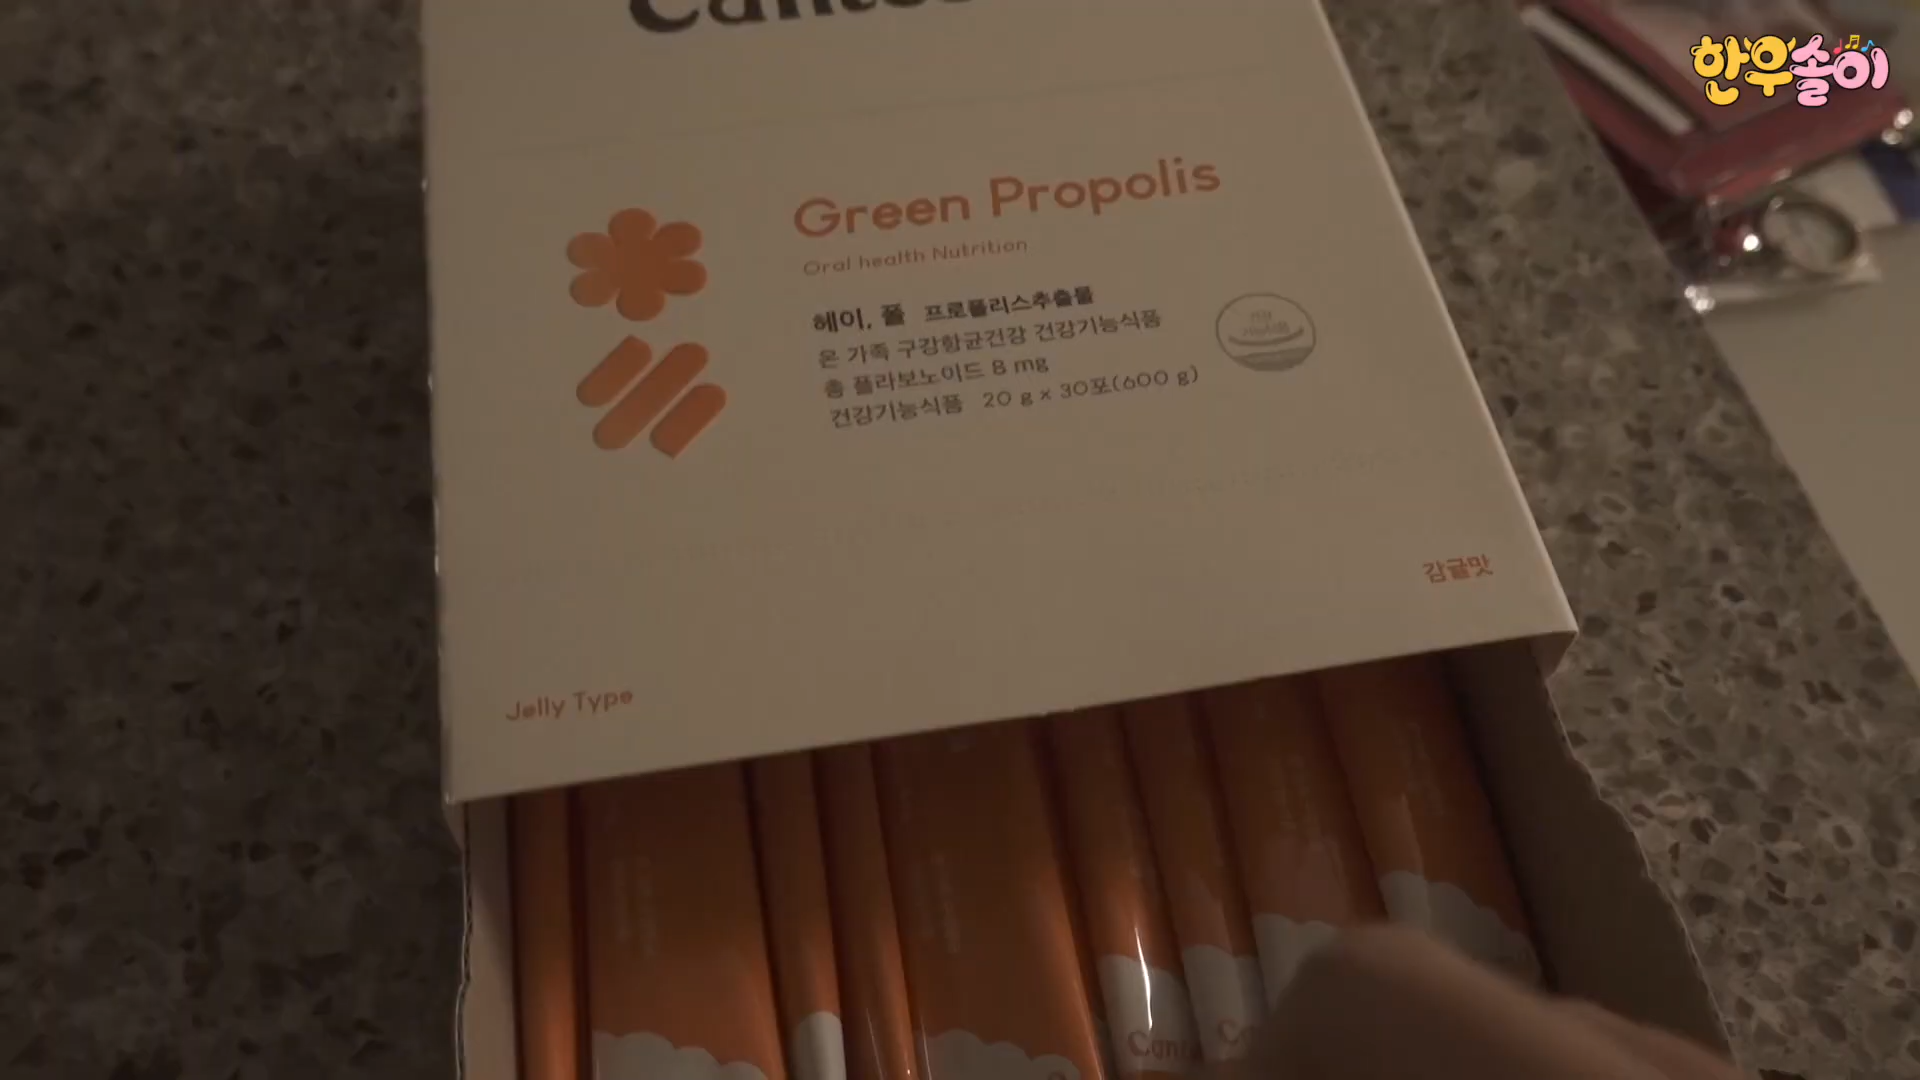 한우솔이
Green Propolis
Oral health Nutrition
헤이, 폴 프로폴리스추출물
온 가족 구강항균건강 건강기능식품
총 플라보노이드 8 mg
건강기능식품 20 g x 30포(600 g)
감귤맛
Jelly Type